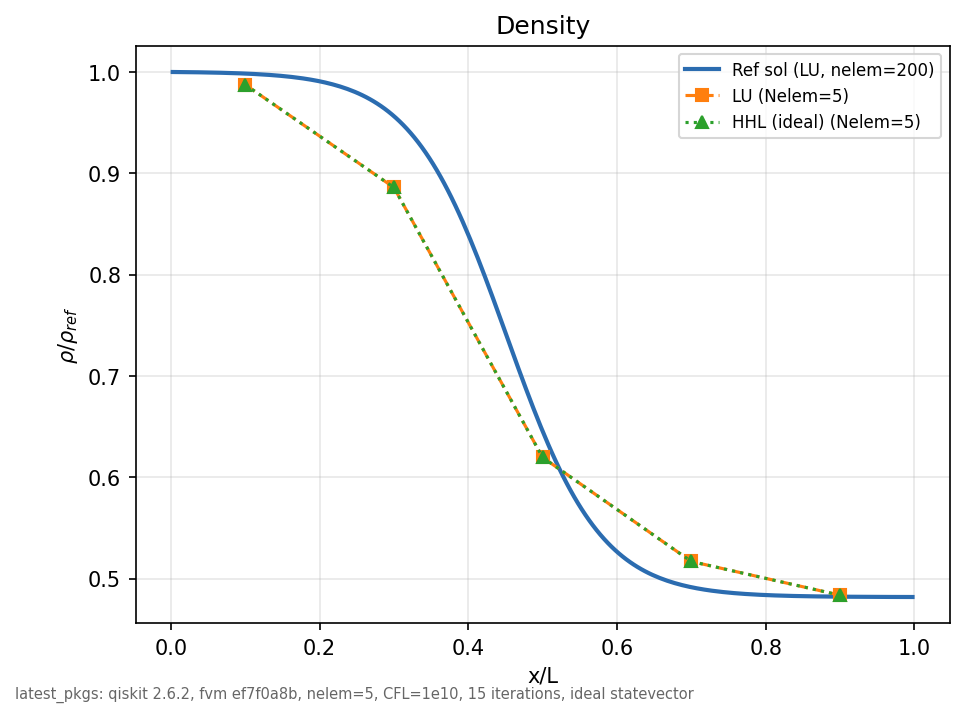 Density
Ref sol (LU, nelem=200)
LU (Nelem=5)
HHL (ideal) (Nelem=5)
1.0
0.9
0.8
0.7
0.6
0.5
ρ/ρref
0.0 0.2 0.4 0.6 0.8 1.0
x/L
latest_pkgs: qiskit 2.6.2, fvm ef7f0a8b, nelem=5, CFL=1e10, 15 iterations, ideal statevector